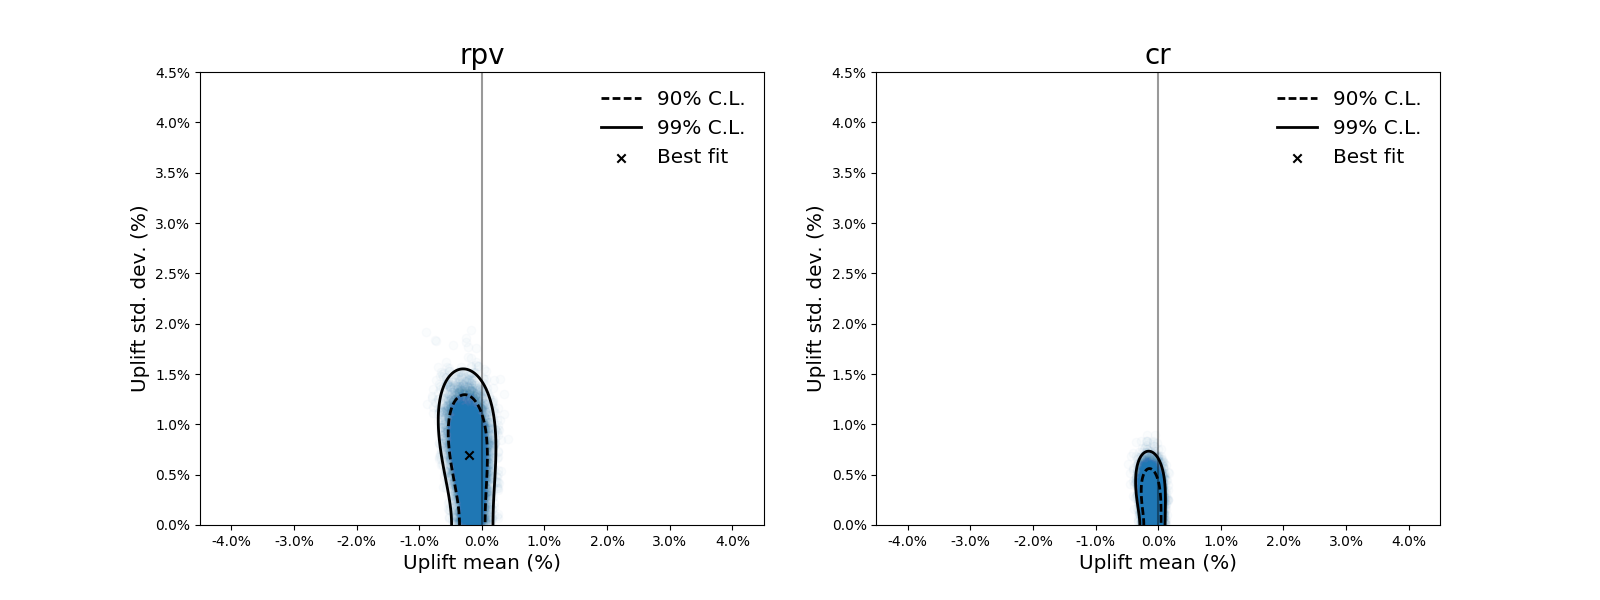 rpv
4.5%
4.0%
3.5%
3.0%
2.5%
2.0%
1.5%
1.0%
0.5%
0.0%
Uplift std. dev. (%)
90% C.L.
99% C.L.
Best fit
-4.0% -3.0% -2.0% -1.0% 0.0% 1.0% 2.0% 3.0% 4.0%
Uplift mean (%)
cr
4.5%
4.0%
3.5%
3.0%
2.5%
2.0%
1.5%
1.0%
0.5%
0.0%
Uplift std. dev. (%)
90% C.L.
99% C.L.
Best fit
-4.0% -3.0% -2.0% -1.0% 0.0% 1.0% 2.0% 3.0% 4.0%
Uplift mean (%)